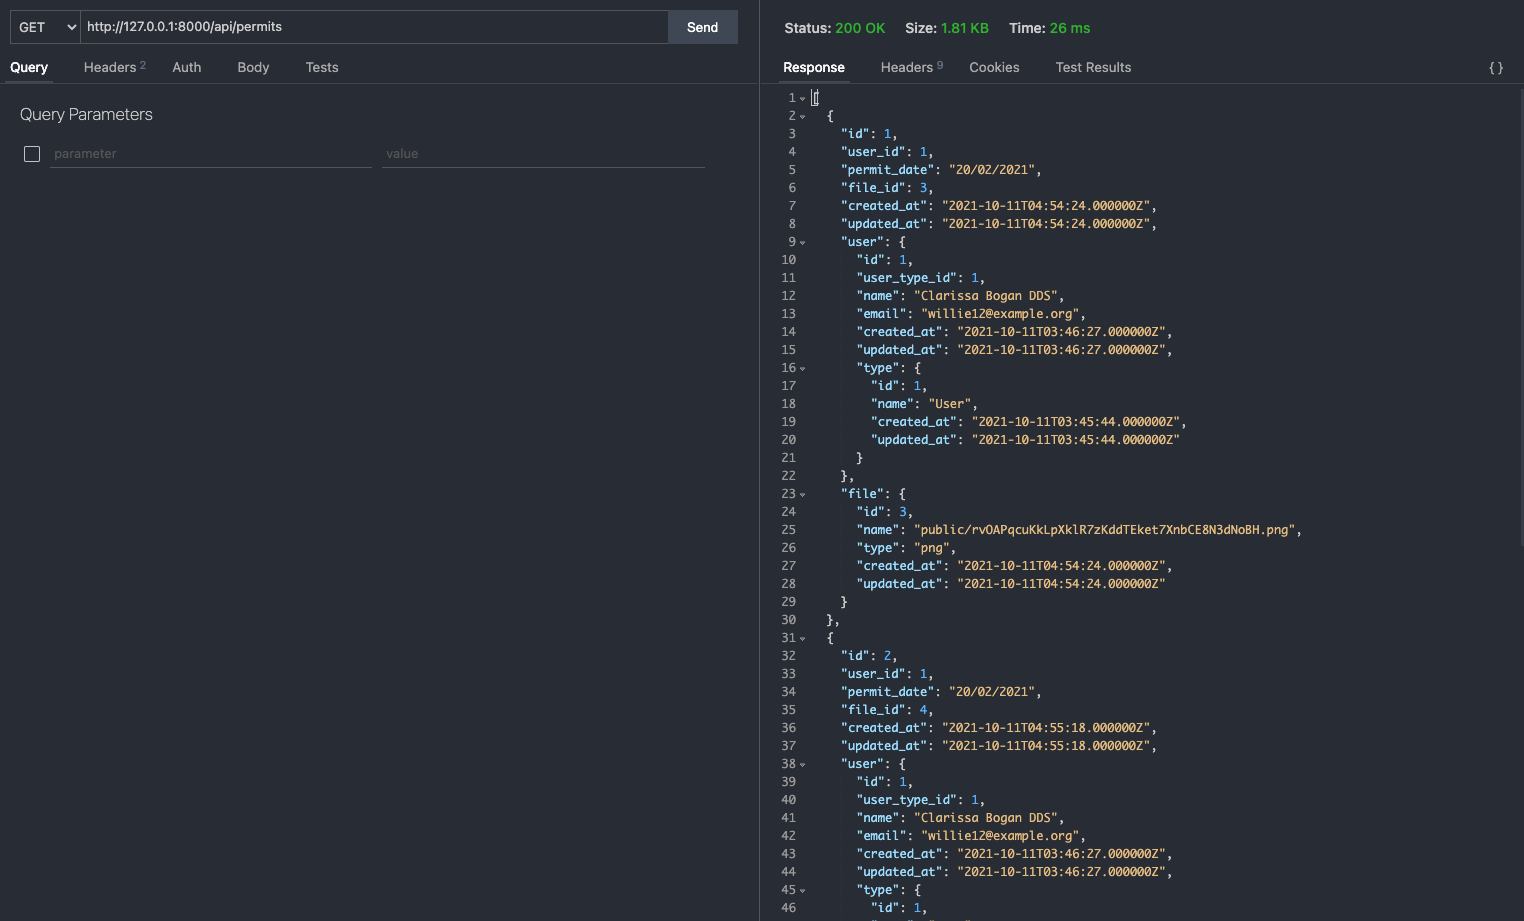 GET http://127.0.0.1:8000/api/permits Send
Query Headers 2 Auth Body Tests
Query Parameters
parameter value
Status: 200 OK Size: 1.81 KB Time: 26 ms
Response Headers 9 Cookies Test Results { }
1 [
2 {
3 "id": 1,
4 "user_id": 1,
5 "permit_date": "20/02/2021",
6 "file_id": 3,
7 "created_at": "2021-10-11T04:54:24.000000Z",
8 "updated_at": "2021-10-11T04:54:24.000000Z",
9 "user": {
10 "id": 1,
11 "user_type_id": 1,
12 "name": "Clarissa Bogan DDS",
13 "email": "willie12@example.org",
14 "created_at": "2021-10-11T03:46:27.000000Z",
15 "updated_at": "2021-10-11T03:46:27.000000Z",
16 "type": {
17 "id": 1,
18 "name": "User",
19 "created_at": "2021-10-11T03:45:44.000000Z",
20 "updated_at": "2021-10-11T03:45:44.000000Z"
21 }
22 },
23 "file": {
24 "id": 3,
25 "name": "public/rvOAPqcuKkLpXklR7zKddTEket7XnbCE8N3dNoBH.png",
26 "type": "png",
27 "created_at": "2021-10-11T04:54:24.000000Z",
28 "updated_at": "2021-10-11T04:54:24.000000Z"
29 }
30 },
31 {
32 "id": 2,
33 "user_id": 1,
34 "permit_date": "20/02/2021",
35 "file_id": 4,
36 "created_at": "2021-10-11T04:55:18.000000Z",
37 "updated_at": "2021-10-11T04:55:18.000000Z",
38 "user": {
39 "id": 1,
40 "user_type_id": 1,
41 "name": "Clarissa Bogan DDS",
42 "email": "willie12@example.org",
43 "created_at": "2021-10-11T03:46:27.000000Z",
44 "updated_at": "2021-10-11T03:46:27.000000Z",
45 "type": {
46 "id": 1,